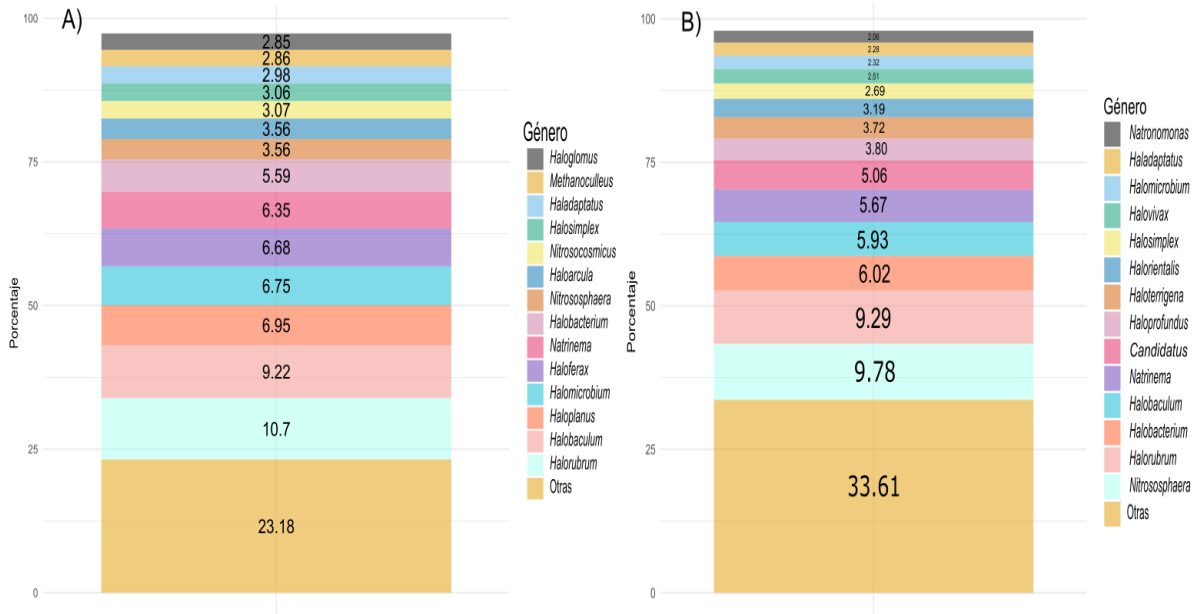 A)
100
75
50
25
0
Porcentaje
2.85
2.86
2.98
3.06
3.07
3.56
3.56
5.59
6.35
6.68
6.75
6.95
9.22
10.7
23.18
Género
Haloglomus
Methanoculleus
Haladaptatus
Halosimplex
Nitrosocosmicus
Haloarcula
Nitrososphaera
Halobacterium
Natrinema
Haloferax
Halomicrobium
Haloplanus
Halobaculum
Halorubrum
Otras
B)
100
75
50
25
0
Porcentaje
2.06
2.28
2.32
2.51
2.69
3.19
3.72
3.80
5.06
5.67
5.93
6.02
9.29
9.78
33.61
Género
Natronomonas
Haladaptatus
Halomicrobium
Halovivax
Halosimplex
Halorientalis
Haloterrigena
Haloprofundus
Candidatus
Natrinema
Halobaculum
Halobacterium
Halorubrum
Nitrososphaera
Otras